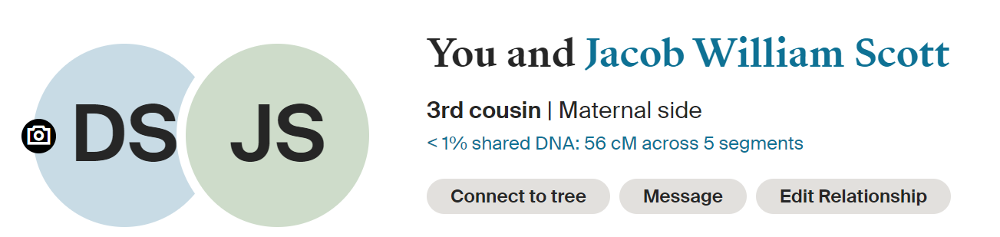 DS
JS
You and Jacob William Scott
3rd cousin | Maternal side
< 1% shared DNA: 56 cM across 5 segments
Connect to tree
Message
Edit Relationship